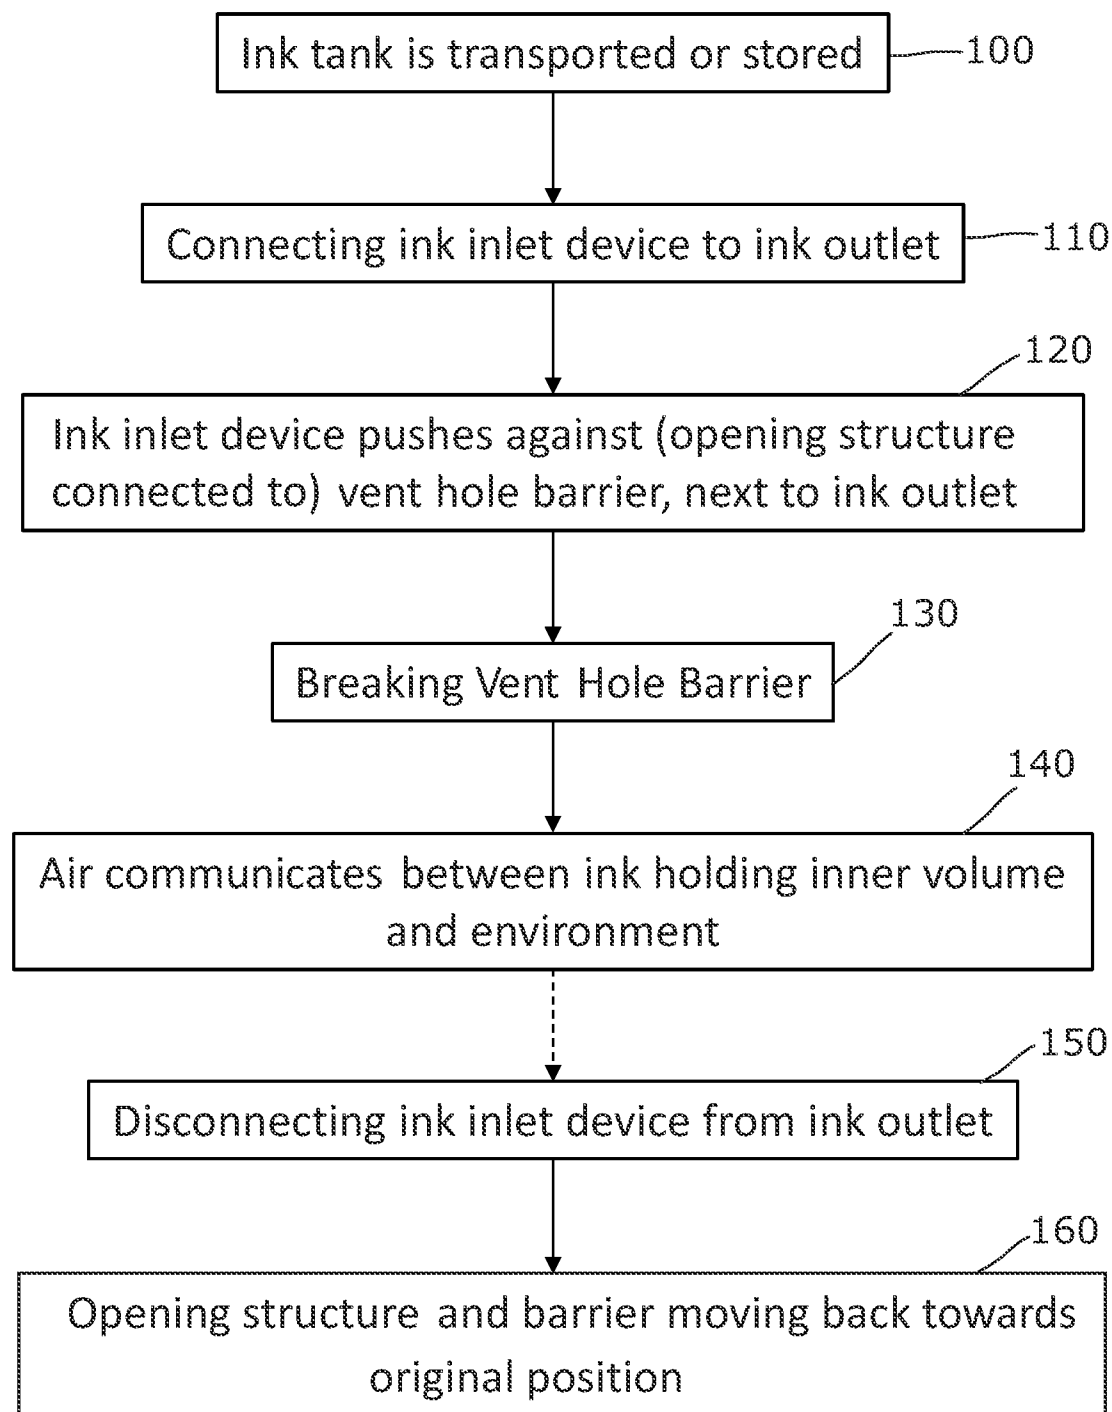 Ink tank is transported or stored
100
Connecting ink inlet device to ink outlet
110
120
Ink inlet device pushes against (opening structure
connected to) vent hole barrier, next to ink outlet
130
Breaking Vent Hole Barrier
140
Air communicates between ink holding inner volume
and environment
150
Disconnecting ink inlet device from ink outlet
160
Opening structure and barrier moving back towards
original position